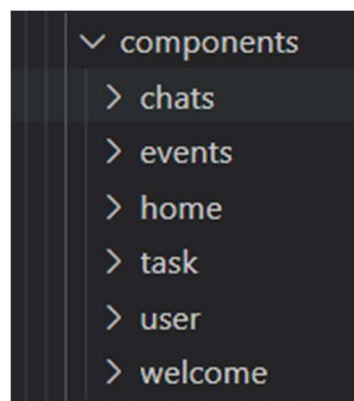 components
chats
events
home
task
user
welcome